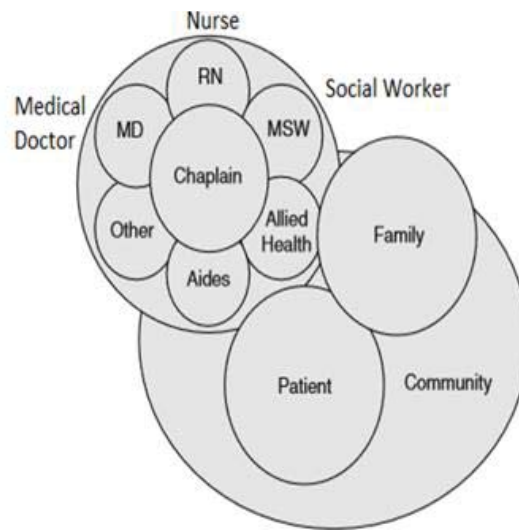 Nurse
RN
Social Worker
Medical
Doctor
MD
MSW
Chaplain
Other
Allied
Health
Family
Aides
Patient
Community